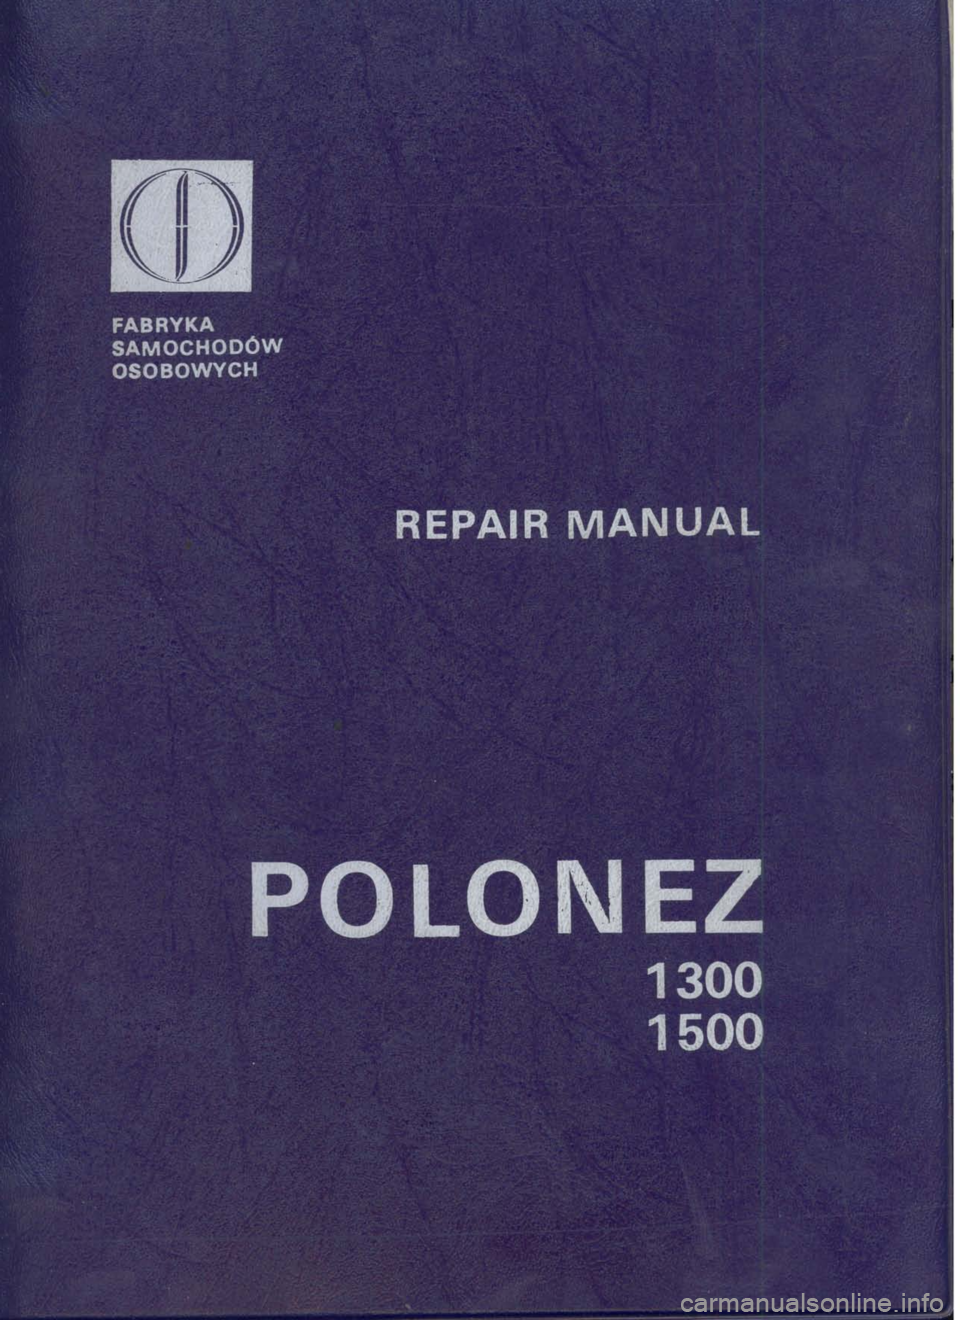 FABRYKA
SAMOCHODÓW
OSOBOWYCH
REPAIR MANUAL
POLONEZ
1300
1500
carmanualsonline.info